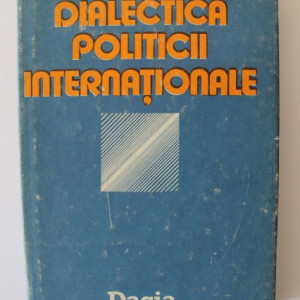 DIALECTICA
POLITICII
INTERNAȚIONALE
Dacia